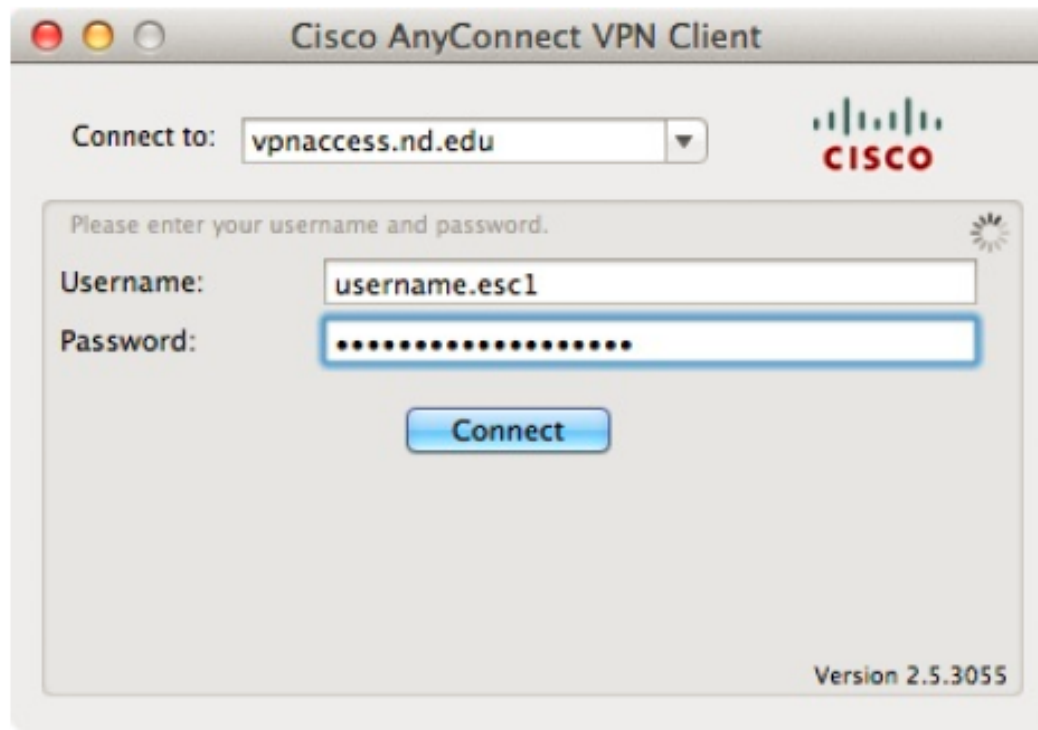 Cisco AnyConnect VPN Client
Connect to: vpnaccess.nd.edu
CISCO
Please enter your username and password.
Username: username.esc1
Password: •••••••••••••••••••
Connect
Version 2.5.3055